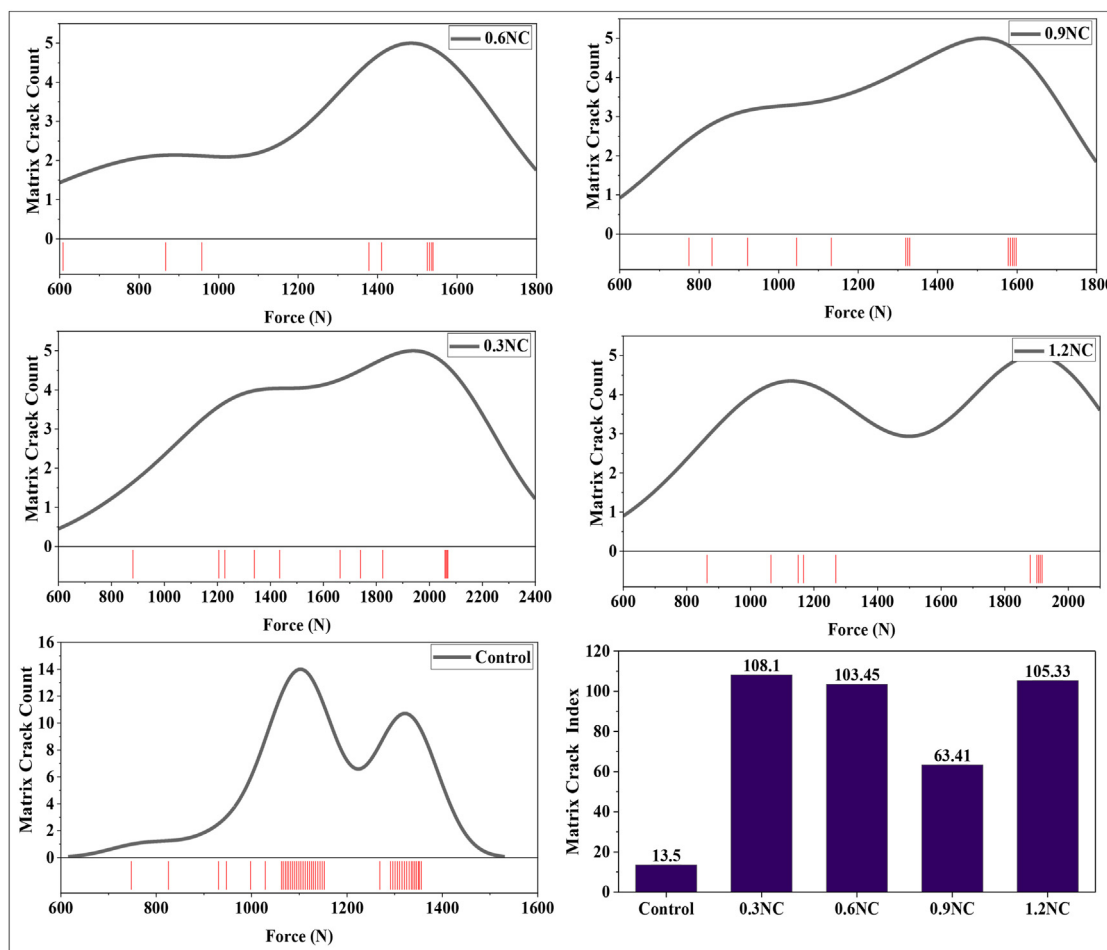 0.6NC
Matrix Crack Count
5
4
3
2
1
0
600 800 1000 1200 1400 1600 1800
Force (N)
0.9NC
Matrix Crack Count
5
4
3
2
1
0
600 800 1000 1200 1400 1600 1800
Force (N)
0.3NC
Matrix Crack Count
5
4
3
2
1
0
600 800 1000 1200 1400 1600 1800 2000 2200 2400
Force (N)
1.2NC
Matrix Crack Count
5
4
3
2
1
0
600 800 1000 1200 1400 1600 1800 2000
Force (N)
Control
Matrix Crack Count
16
14
12
10
8
6
4
2
0
600 800 1000 1200 1400 1600
Force (N)
Matrix Crack Index
120
100
80
60
40
20
0
13.5
108.1
103.45
63.41
105.33
Control 0.3NC 0.6NC 0.9NC 1.2NC